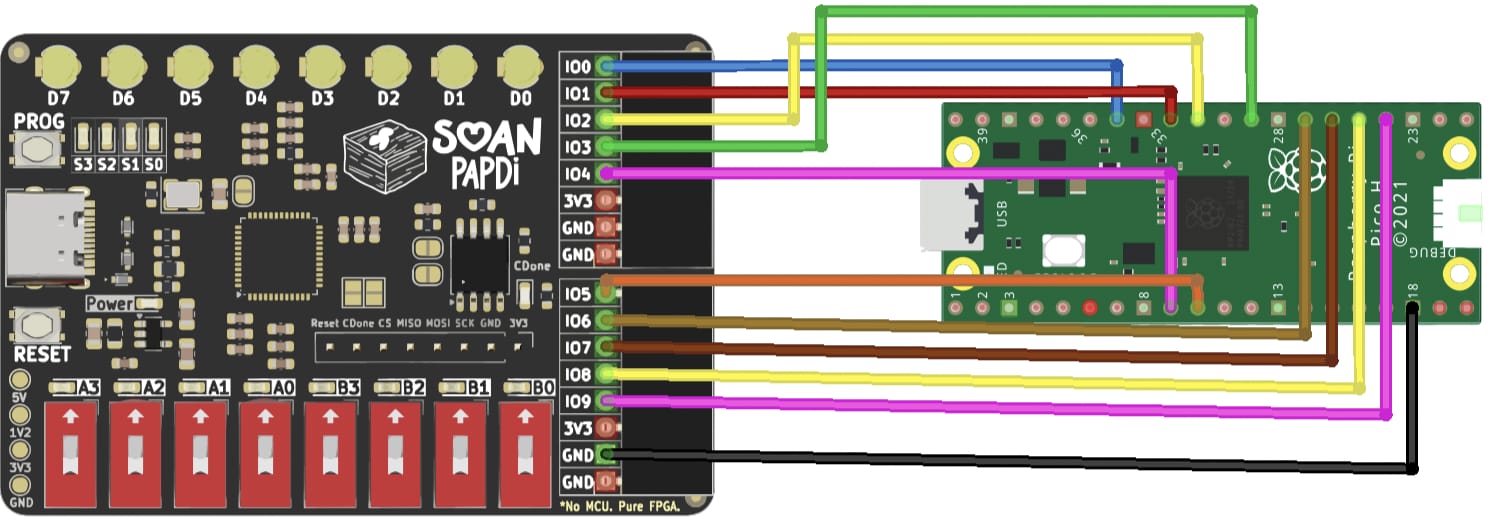 D7 D6 D5 D4 D3 D2 D1 D0
PROG
S3 S2 S1 S0
SOAN
PAPDi
CDone
Power
Reset CDone CS MISO MOSI SCK GND 3V3
RESET
5V
1V2
3V3
GND
A3 A2 A1 A0 B3 B2 B1 B0
*No MCU. Pure FPGA.
IO0
IO1
IO2
IO3
IO4
3V3
GND
GND
IO5
IO6
IO7
IO8
IO9
3V3
GND
GND
39 36 33 28 23
USB
Pico H
©2021
DEBUG
1 2 3 8 13 18